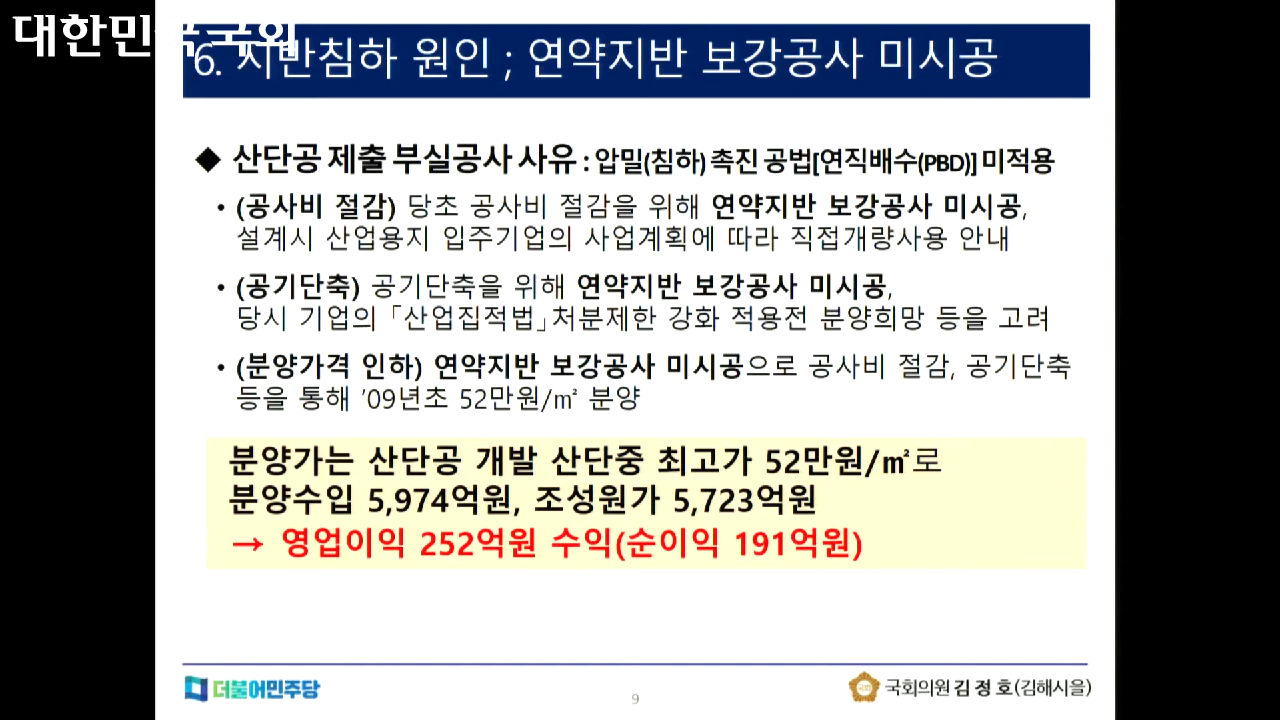 대한민국 국회
6. 지반침하 원인 ; 연약지반 보강공사 미시공
◆ 산단공 제출 부실공사 사유 : 압밀(침하) 촉진 공법[연직배수(PBD)] 미적용
• (공사비 절감) 당초 공사비 절감을 위해 연약지반 보강공사 미시공,
설계시 산업용지 입주기업의 사업계획에 따라 직접개량사용 안내
• (공기단축) 공기단축을 위해 연약지반 보강공사 미시공,
당시 기업의 「산업집적법」처분제한 강화 적용전 분양희망 등을 고려
• (분양가격 인하) 연약지반 보강공사 미시공으로 공사비 절감, 공기단축
등을 통해 ’09년초 52만원/㎡ 분양
분양가는 산단공 개발 산단중 최고가 52만원/㎡로
분양수입 5,974억원, 조성원가 5,723억원
→ 영업이익 252억원 수익(순이익 191억원)
더불어민주당
9
국회의원 김 정 호(김해시을)